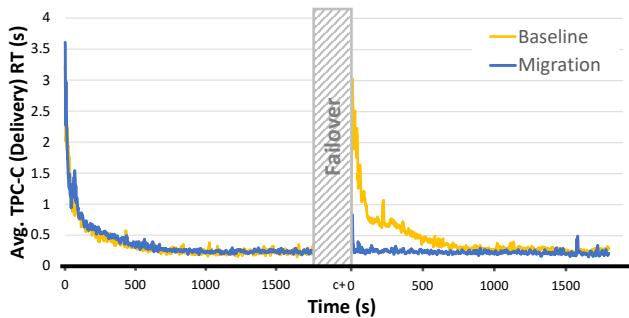 Avg. TPC-C (Delivery) RT (s)
4
3.5
3
2.5
2
1.5
1
0.5
0
Baseline
Migration
Failover
0
500
1000
1500
c+0
500
1000
1500
Time (s)